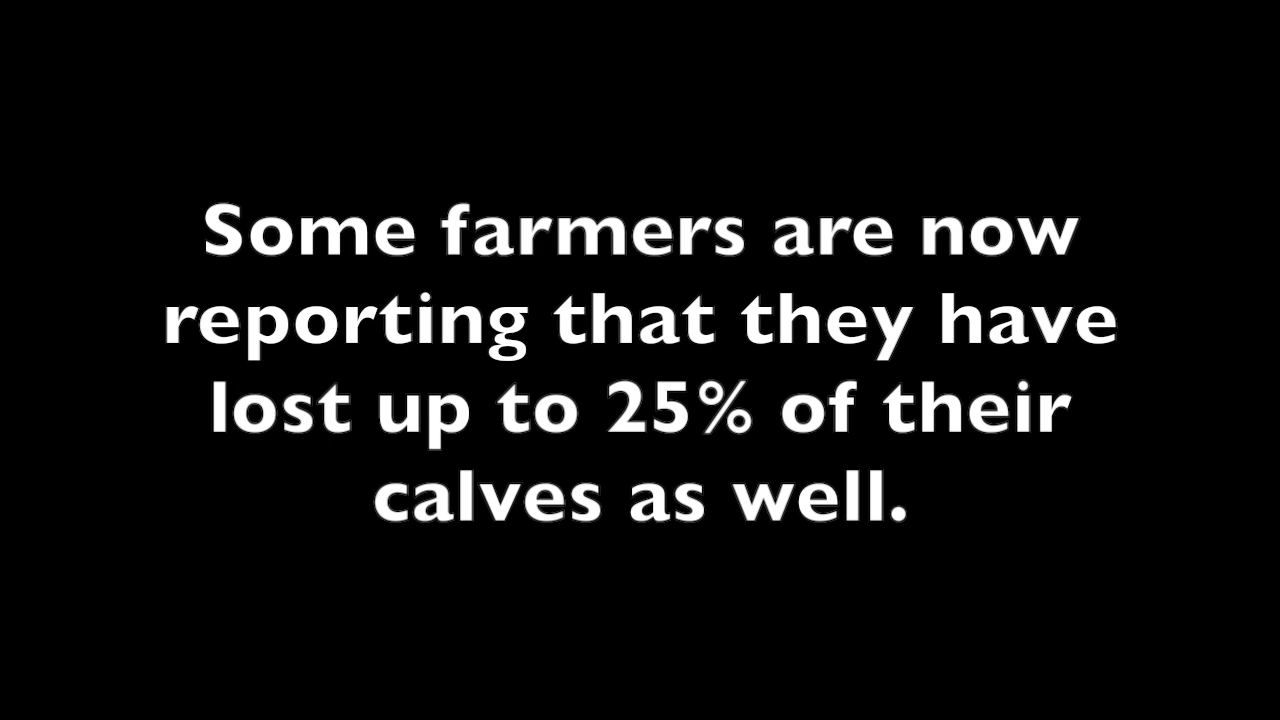 Some farmers are now
reporting that they have
lost up to 25% of their
calves as well.